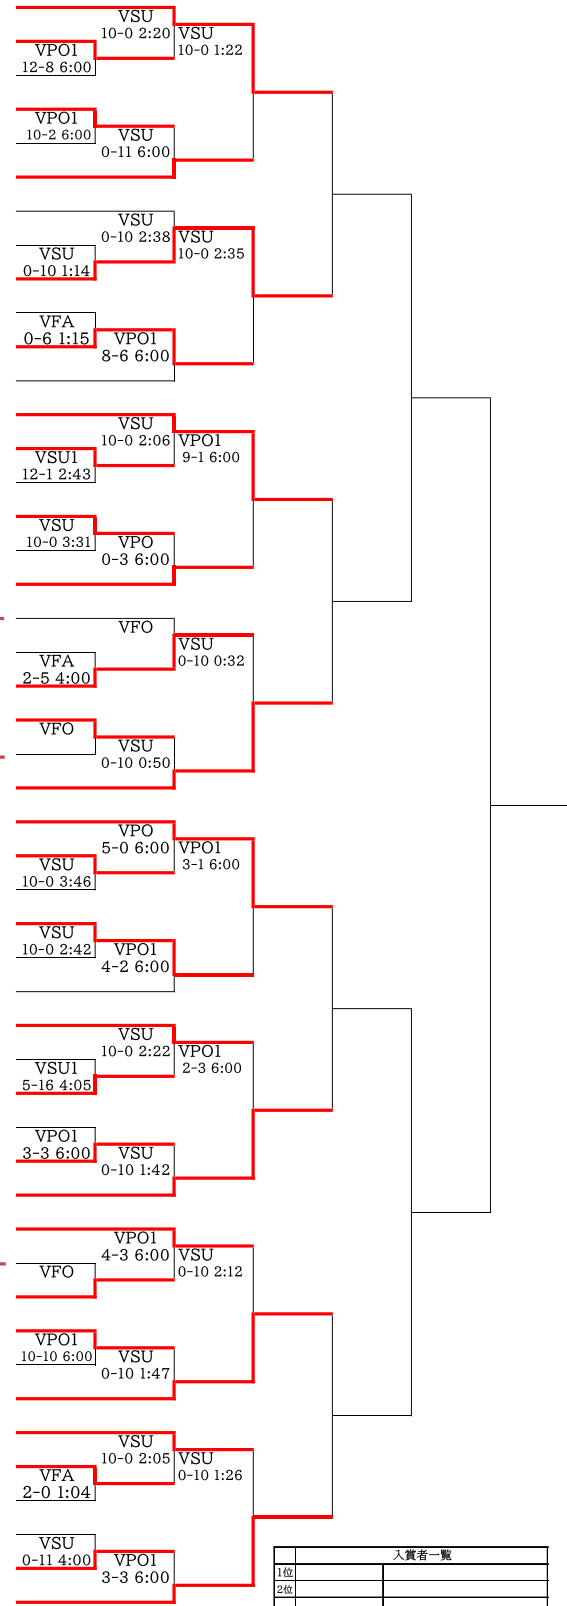 VSU
10-0 2:20
VSU
10-0 1:22
VPO1
12-8 6:00
VPO1
10-2 6:00
VSU
0-11 6:00
VSU
0-10 2:38
VSU
10-0 2:35
VSU
0-10 1:14
VFA
0-6 1:15
VPO1
8-6 6:00
VSU
10-0 2:06
VPO1
9-1 6:00
VSU1
12-1 2:43
VSU
10-0 3:31
VPO
0-3 6:00
VFO
VSU
0-10 0:32
VFA
2-5 4:00
VFO
VSU
0-10 0:50
VPO
5-0 6:00
VPO1
3-1 6:00
VSU
10-0 3:46
VSU
10-0 2:42
VPO1
4-2 6:00
VSU
10-0 2:22
VPO1
2-3 6:00
VSU1
5-16 4:05
VPO1
3-3 6:00
VSU
0-10 1:42
VPO1
4-3 6:00
VSU
0-10 2:12
VFO
VPO1
10-10 6:00
VSU
0-10 1:47
VSU
10-0 2:05
VSU
0-10 1:26
VFA
2-0 1:04
VSU
0-11 4:00
VPO1
3-3 6:00
入賞者一覧
1位
2位